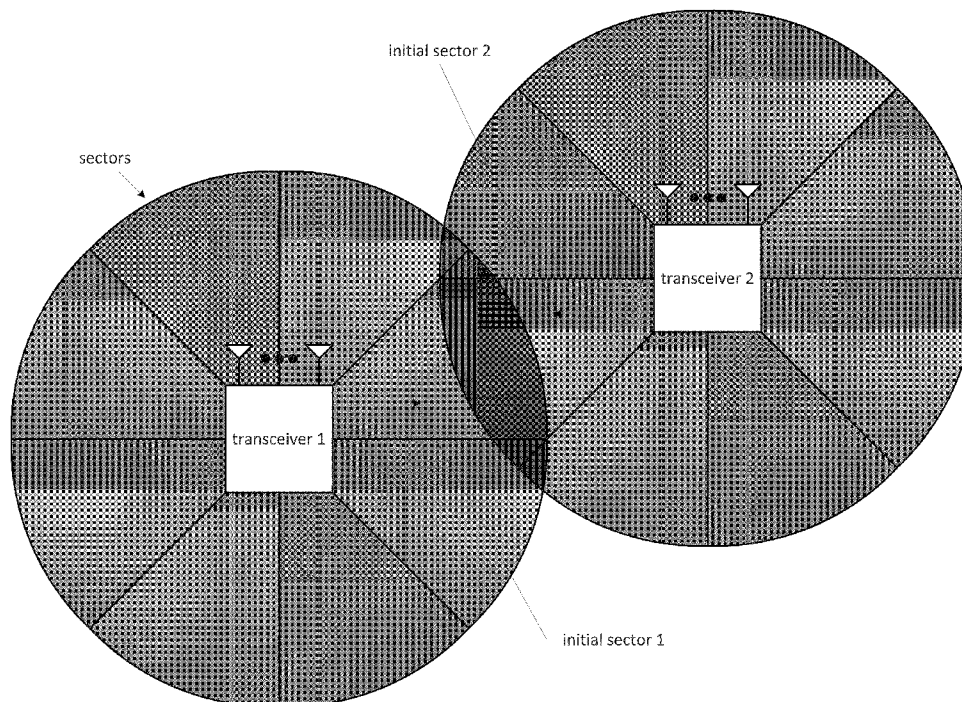 initial sector 2
sectors
transceiver 2
transceiver 1
initial sector 1